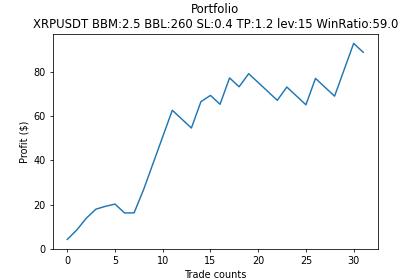 Portfolio
XRPUSDT BBM:2.5 BBL:260 SL:0.4 TP:1.2 lev:15 WinRatio:59.0
80
60
40
20
0
Profit ($)
0 5 10 15 20 25 30
Trade counts